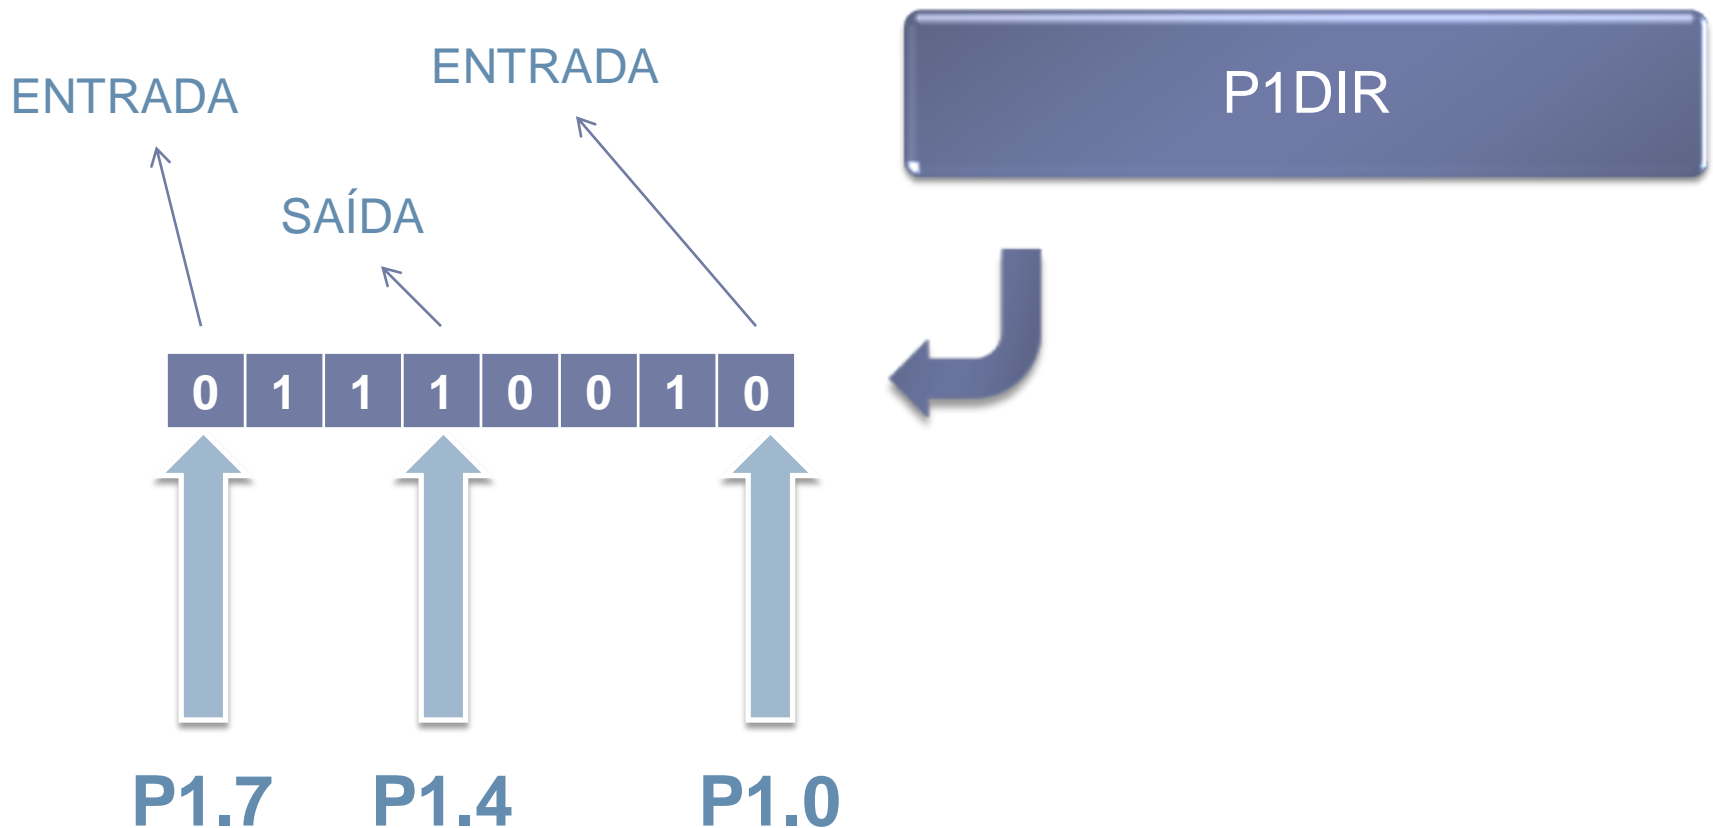 ENTRADA
ENTRADA
P1DIR
SAÍDA
0 1 1 1 0 0 1 0
P1.7 P1.4 P1.0